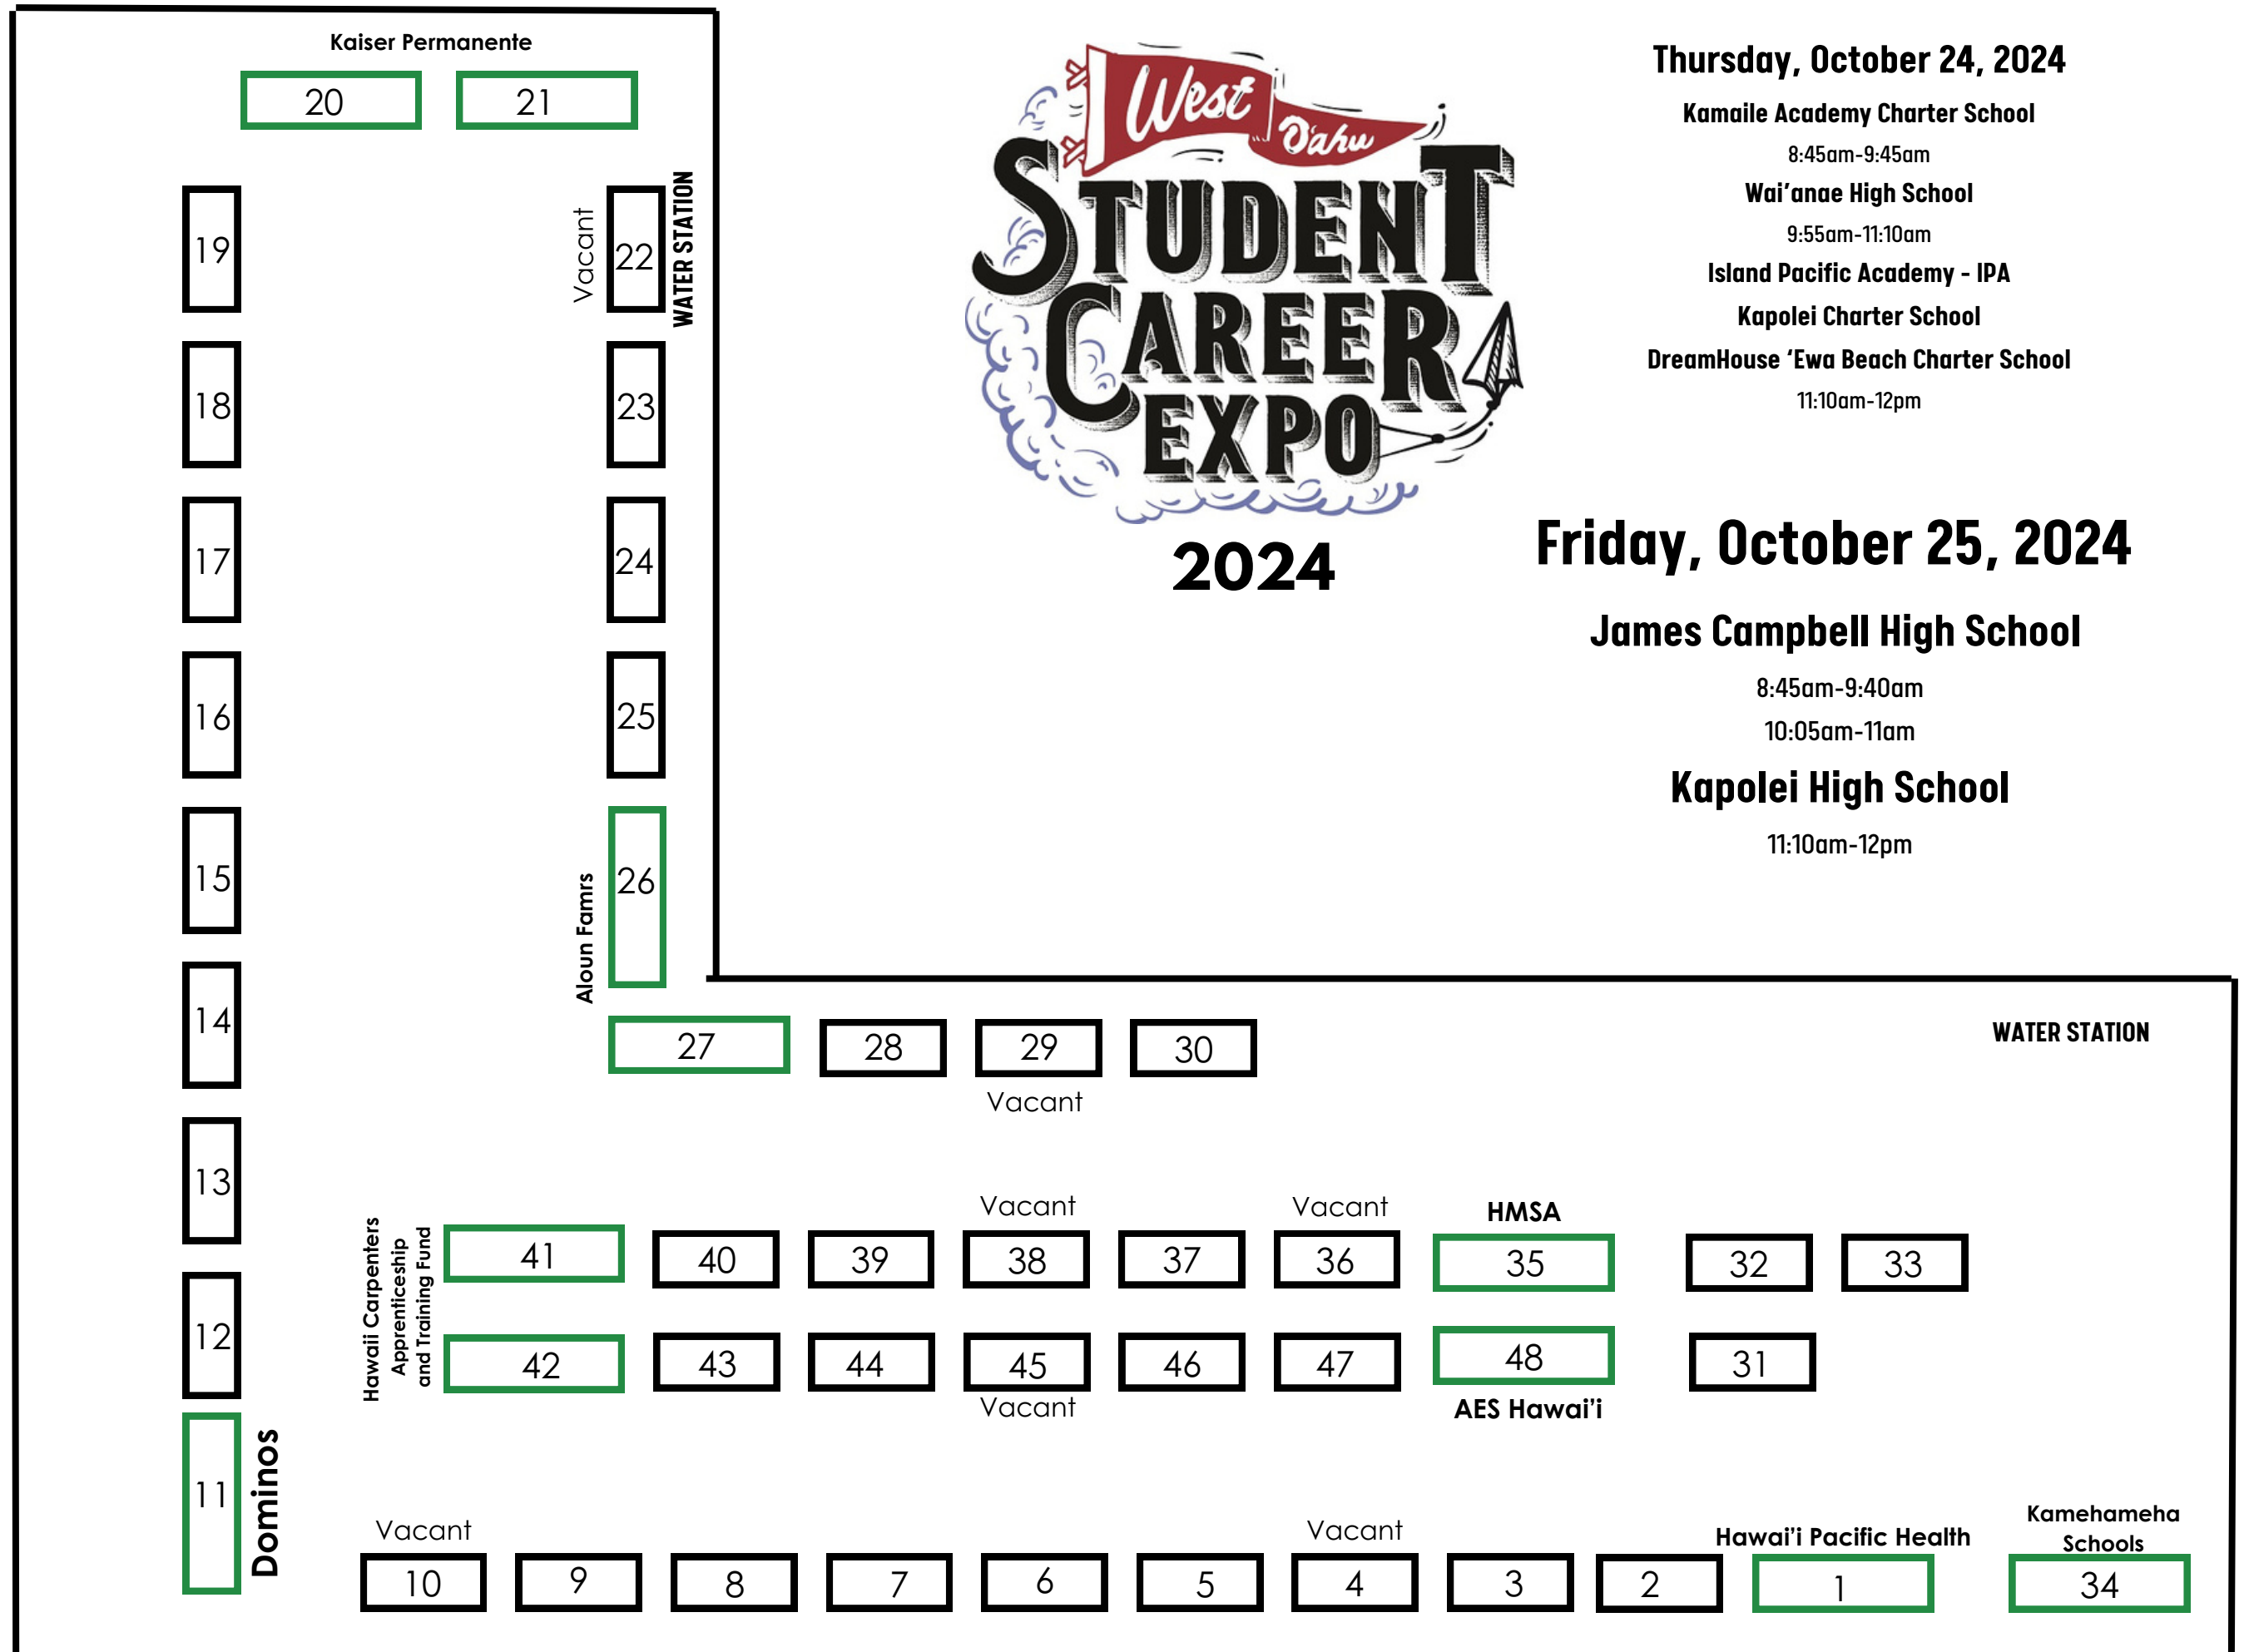 Kaiser Permanente
20
21
19
Vacant
22
WATER STATION
18
23
17
24
16
25
15
Aloun Famrs
26
14
13
12
11
Dominos
West
O'ahu
STUDENT
CAREER
EXPO
2024
Thursday, October 24, 2024
Kamaile Academy Charter School
8:45am-9:45am
Wai'anae High School
9:55am-11:10am
Island Pacific Academy - IPA
Kapolei Charter School
DreamHouse ‘Ewa Beach Charter School
11:10am-12pm
Friday, October 25, 2024
James Campbell High School
8:45am-9:40am
10:05am-11am
Kapolei High School
11:10am-12pm
27
28
29
30
WATER STATION
Vacant
Vacant
Vacant
HMSA
Hawaii Carpenters
Apprenticeship
and Training Fund
41
40
39
38
37
36
35
32
33
42
43
44
45
46
47
48
31
Vacant
AES Hawai'i
Vacant
Vacant
Hawai'i Pacific Health
Kamehameha
Schools
10
9
8
7
6
5
4
3
2
1
34